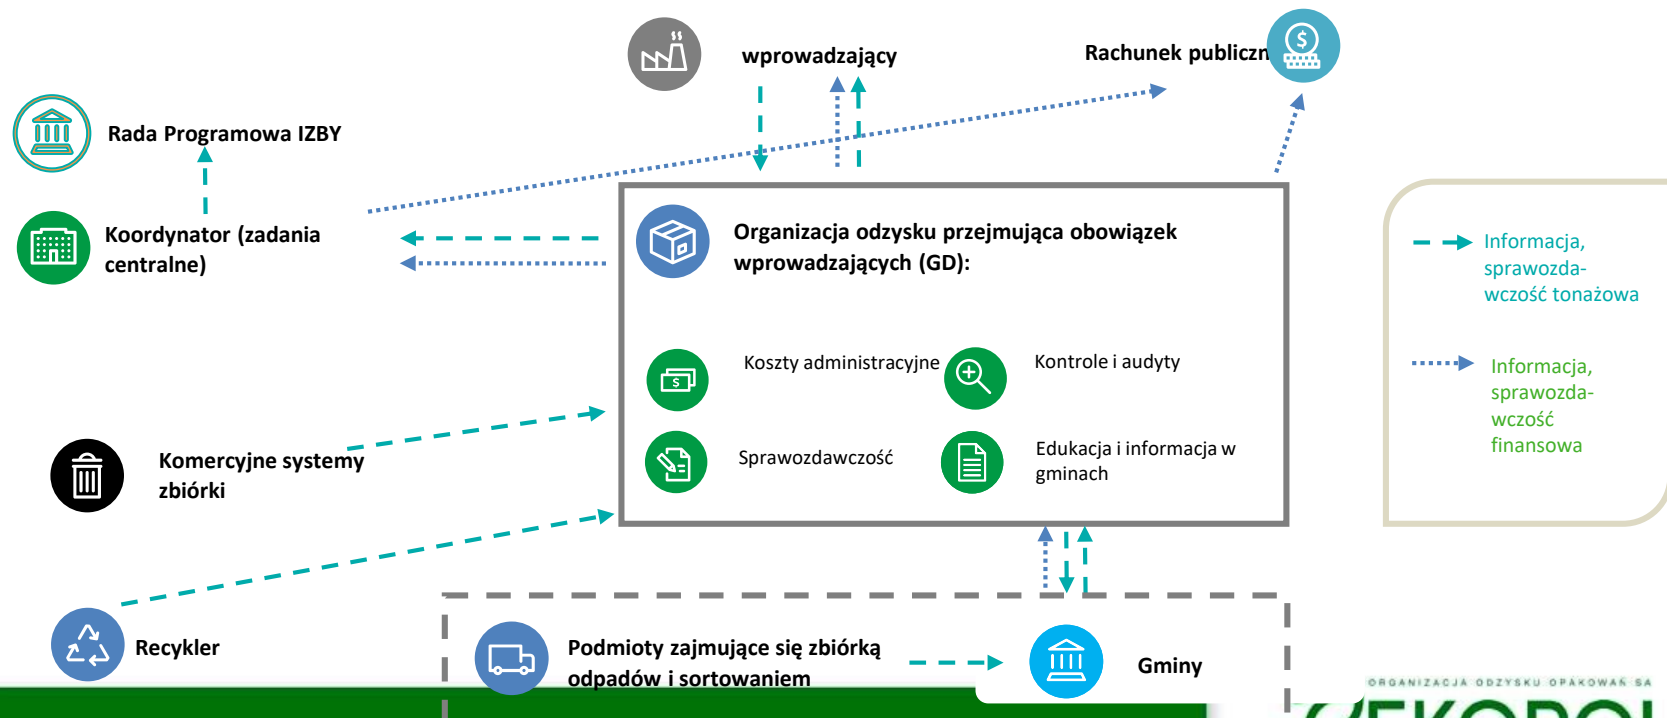 wprowadzający
Rachunek publiczn
Rada Programowa IZBY
Koordynator (zadania
centralne)
Organizacja odzysku przejmująca obowiązek
wprowadzających (GD):
Informacja,
sprawozda-
wczość tonażowa
Koszty administracyjne
Kontrole i audyty
Informacja,
sprawozda-
wczość
finansowa
Komercyjne systemy
zbiórki
Sprawozdawczość
Edukacja i informacja w
gminach
Recykler
Podmioty zajmujące się zbiórką
odpadów i sortowaniem
Gminy
ORGANIZACJA ODZYSKU OPAKOWAŃ SA